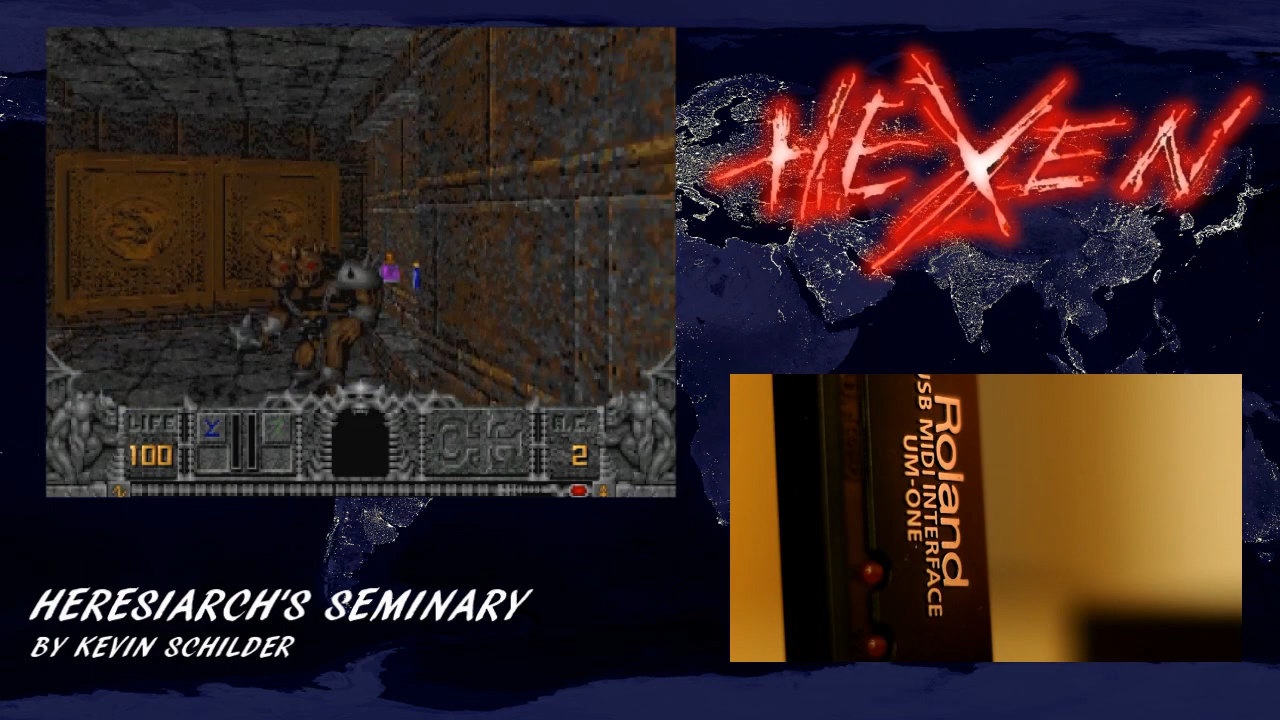 HEXEN
LIFE
100
A.C.
2
Roland
USB MIDI INTERFACE
UM-ONE
HERESIARCH'S SEMINARY
BY KEVIN SCHILDER